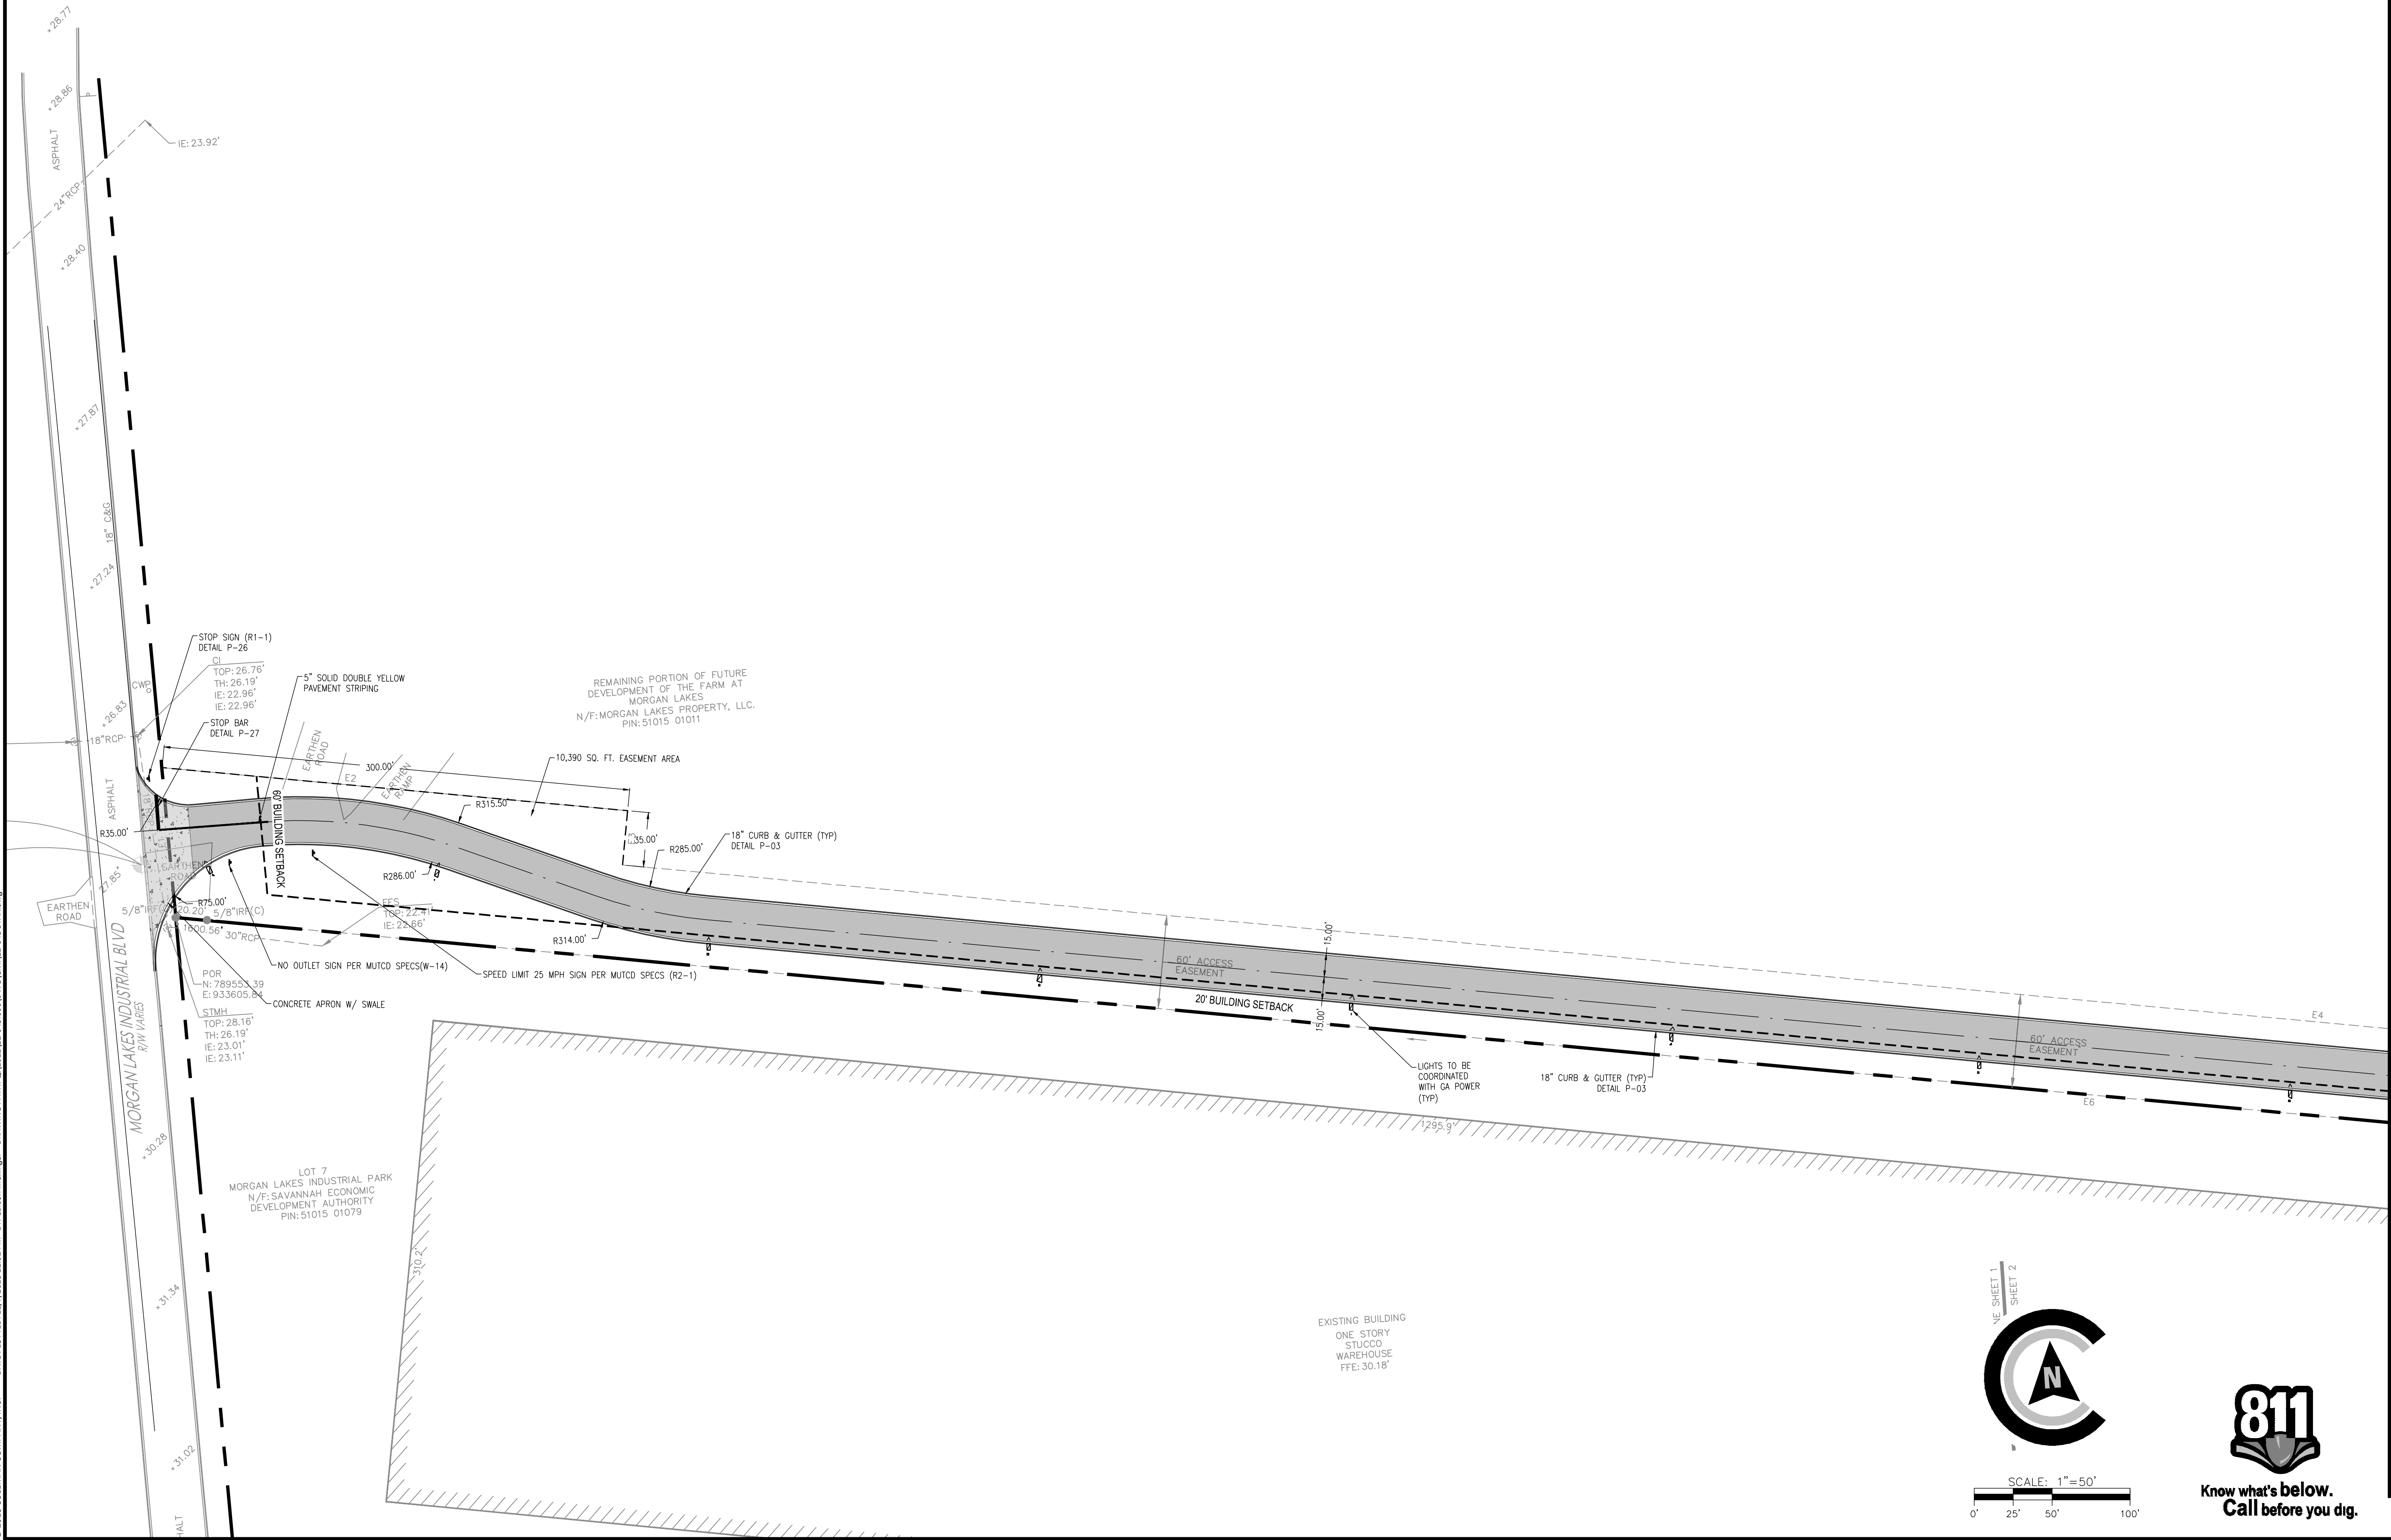 28.77
28.86
ASPHALT
IE: 23.92'
24"RCP
28.40
27.87
18" C&G
27.24
STOP SIGN (R1-1)
DETAIL P-26
CI
TOP: 26.76'
TH: 26.19'
IE: 22.96'
IE: 22.96'
CWP
26.83
18"RCP
STOP BAR
DETAIL P-27
5" SOLID DOUBLE YELLOW
PAVEMENT STRIPING
REMAINING PORTION OF FUTURE
DEVELOPMENT OF THE FARM AT
MORGAN LAKES
N/F: MORGAN LAKES PROPERTY, LLC.
PIN: 51015 01011
EARTHEN
ROAD
10,390 SQ. FT. EASEMENT AREA
300.00'
E2
EARTHEN
RAMP
ASPHALT
60' BUILDING SETBACK
R315.50'
R35.00'
35.00'
R285.00'
18" CURB & GUTTER (TYP)
DETAIL P-03
EARTHEN
ROAD
27.85
R286.00'
EARTHEN
ROAD
5/8"IRF(C)
20.20'
5/8"IRF(C)
R75.00'
1600.56'
30"RCP
EES
TOP: 22.41'
IE: 22.66'
R314.00'
NO OUTLET SIGN PER MUTCD SPECS(W-14)
SPEED LIMIT 25 MPH SIGN PER MUTCD SPECS (R2-1)
POR
N: 789553.39
E: 933605.84
CONCRETE APRON W/ SWALE
STMH
TOP: 28.16'
TH: 26.19'
IE: 23.01'
IE: 23.11'
MORGAN LAKES INDUSTRIAL BLVD
R/W VARIES
60' ACCESS
EASEMENT
20' BUILDING SETBACK
15.00'
15.00'
LIGHTS TO BE
COORDINATED
WITH GA POWER
(TYP)
18" CURB & GUTTER (TYP)
DETAIL P-03
60' ACCESS
EASEMENT
E4
E6
1295.9'
30.28
LOT 7
MORGAN LAKES INDUSTRIAL PARK
N/F: SAVANNAH ECONOMIC
DEVELOPMENT AUTHORITY
PIN: 51015 01079
310.2'
31.34
31.02
EXISTING BUILDING
ONE STORY
STUCCO
WAREHOUSE
FFE: 30.18'
SHEET 1
SHEET 2
N
SCALE: 1"=50'
0' 25' 50' 100'
811
Know what's below.
Call before you dig.